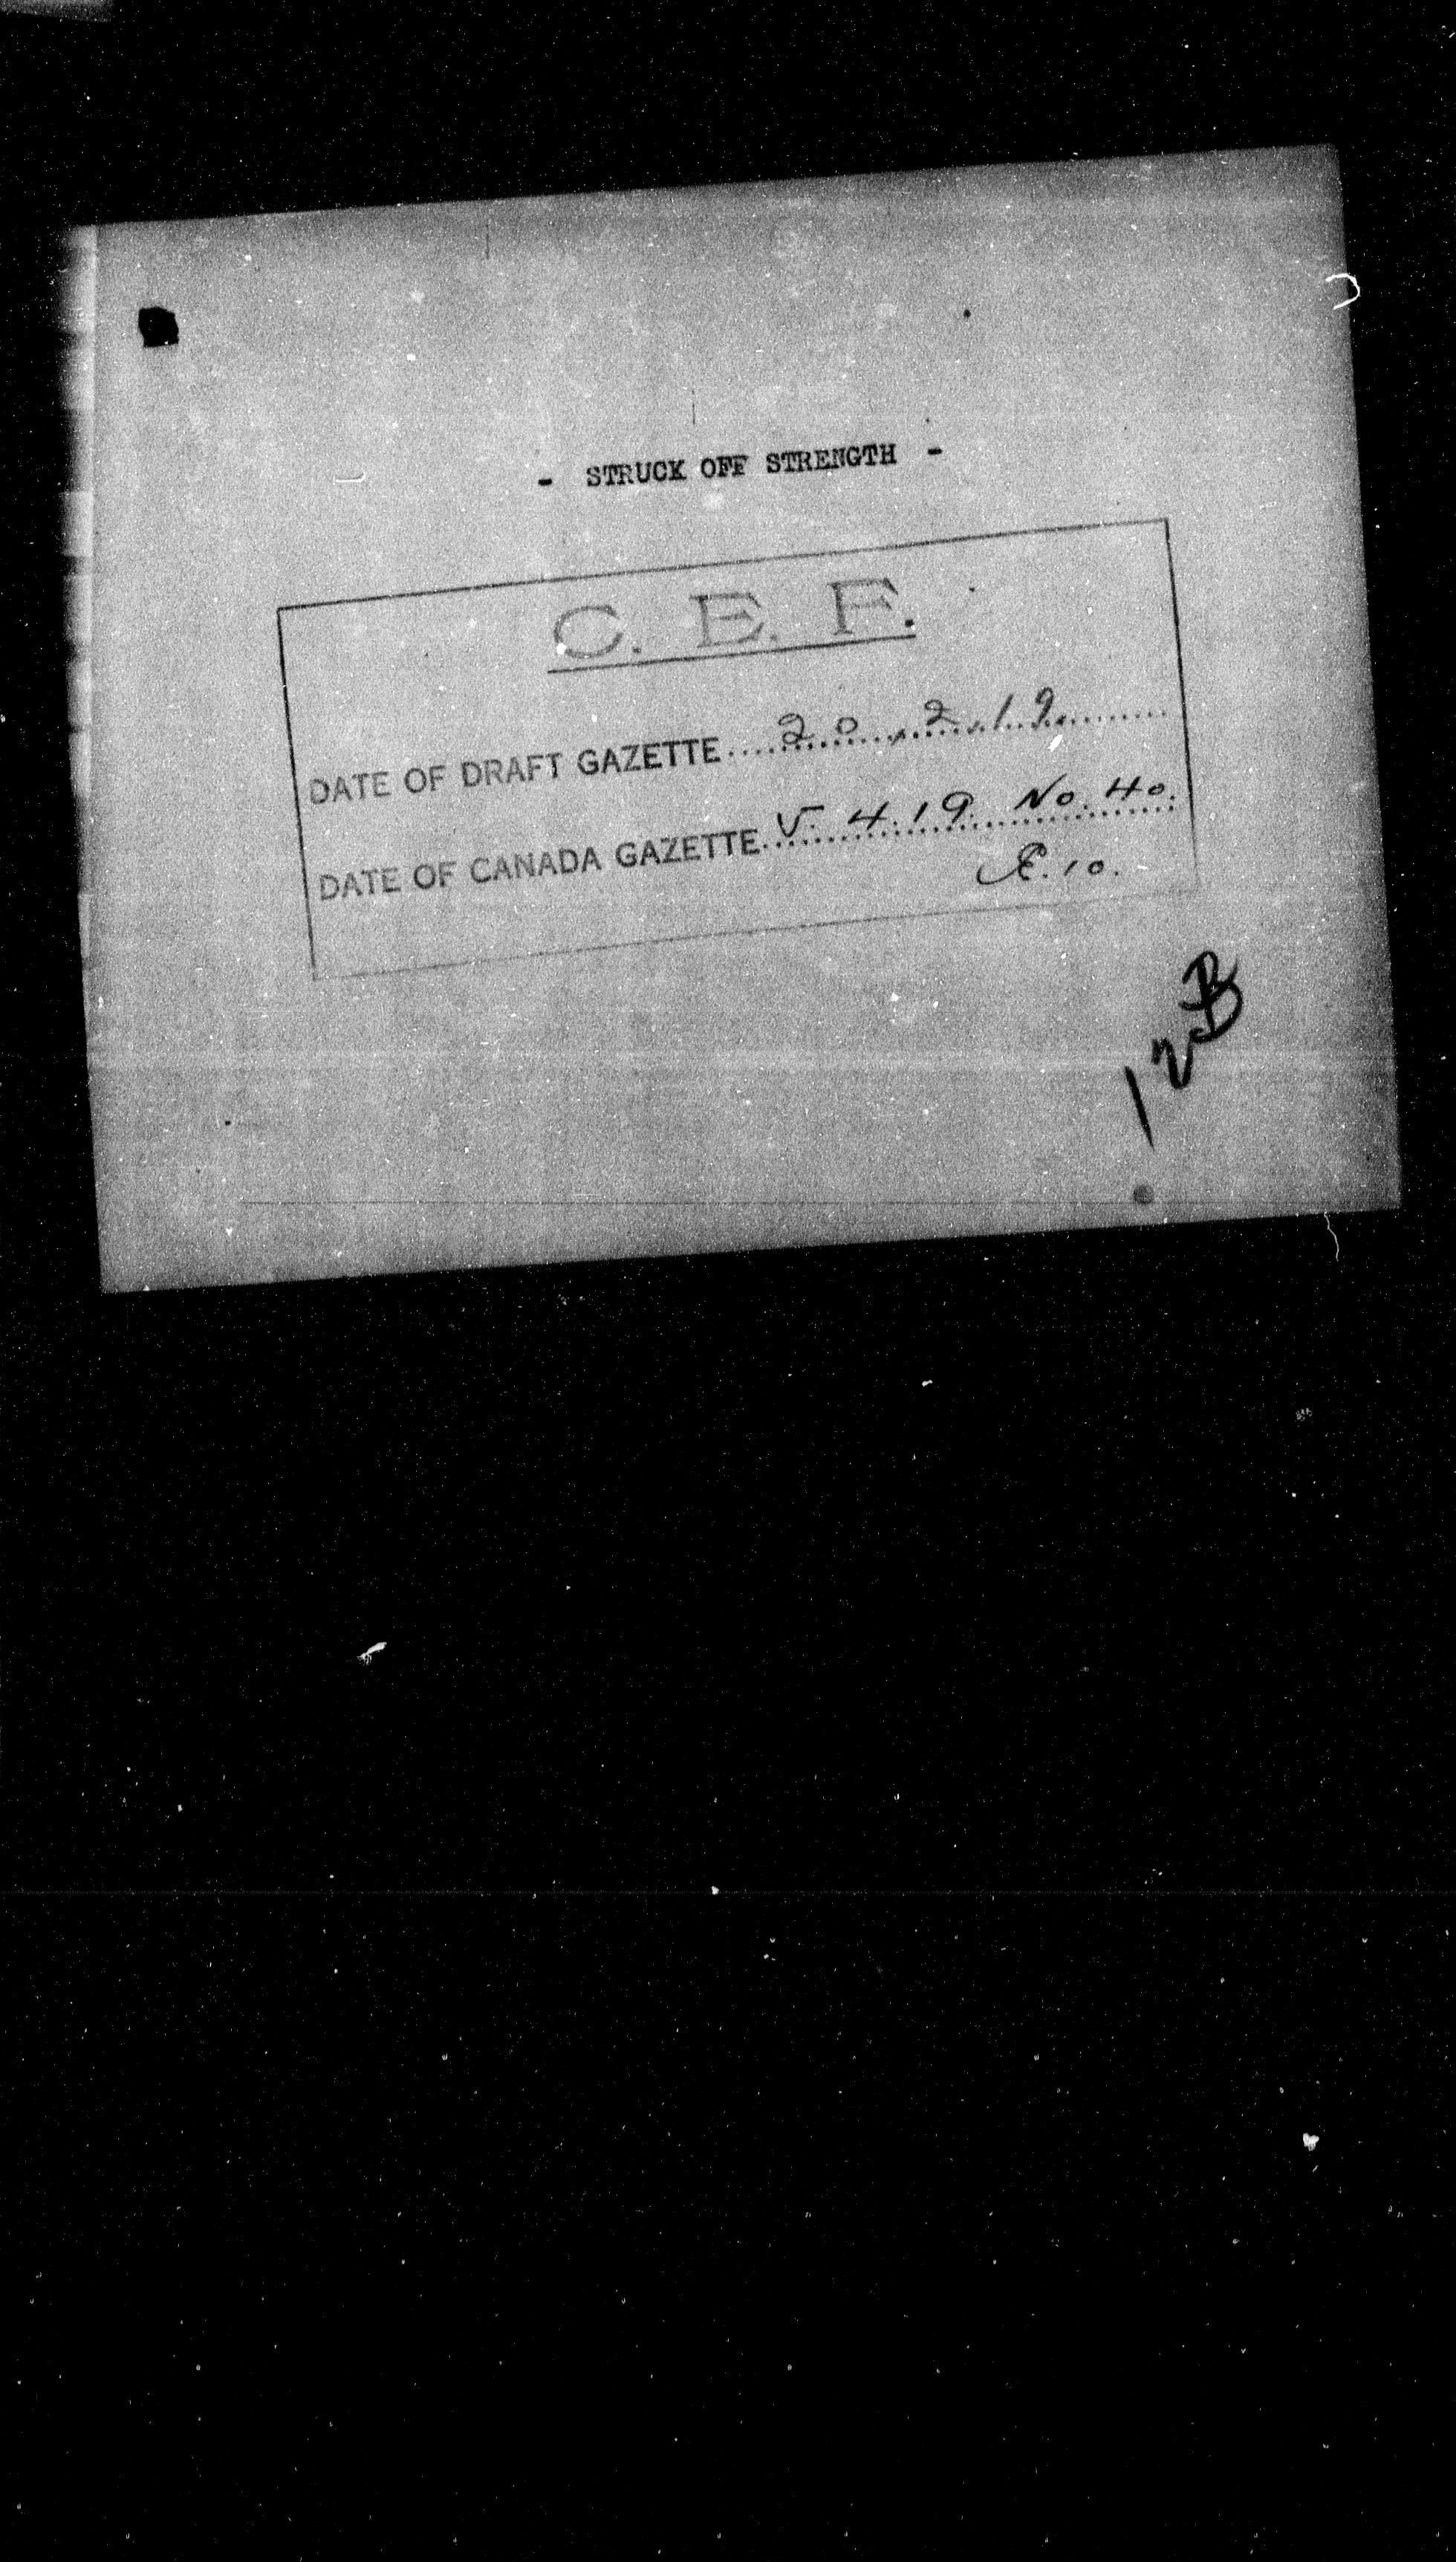 - STRUCK OFF STRENGTH -
C. E. F.
DATE OF DRAFT GAZETTE....20.2.19.........
DATE OF CANADA GAZETTE.5.4.19. No. 40.
E.10.
12B